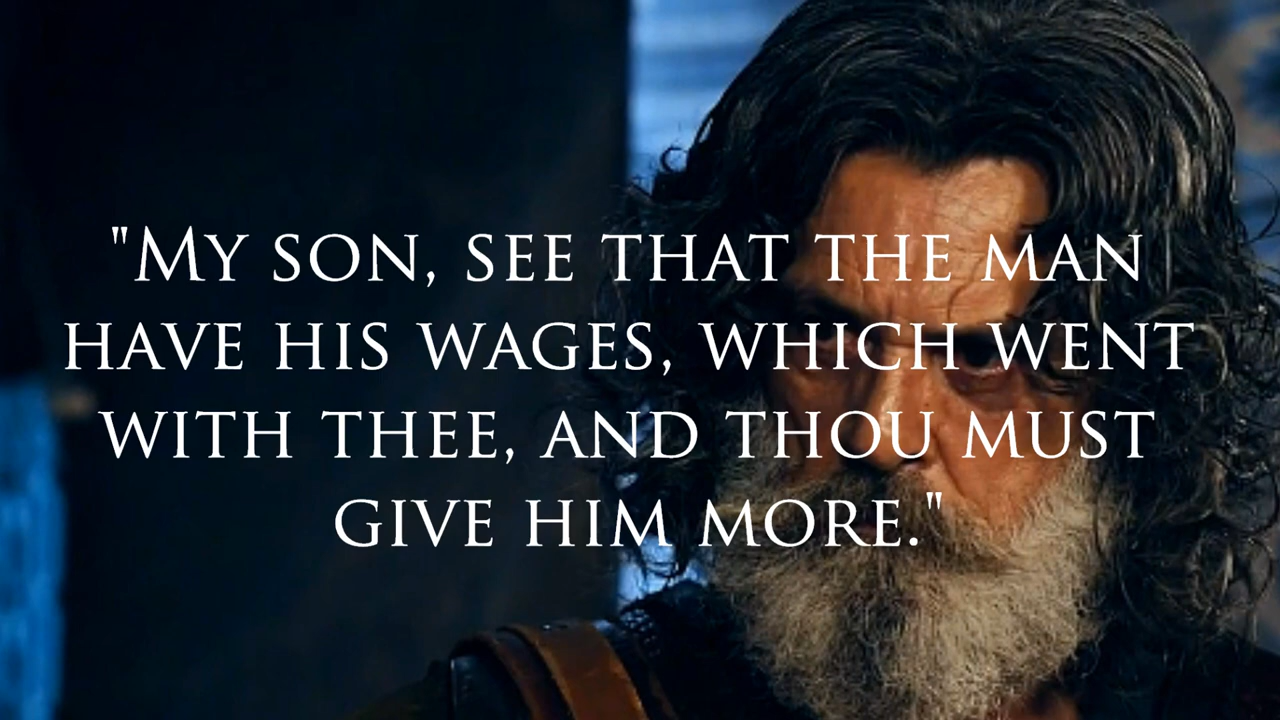 "My son, see that the man
have his wages, which went
with thee, and thou must
give him more."